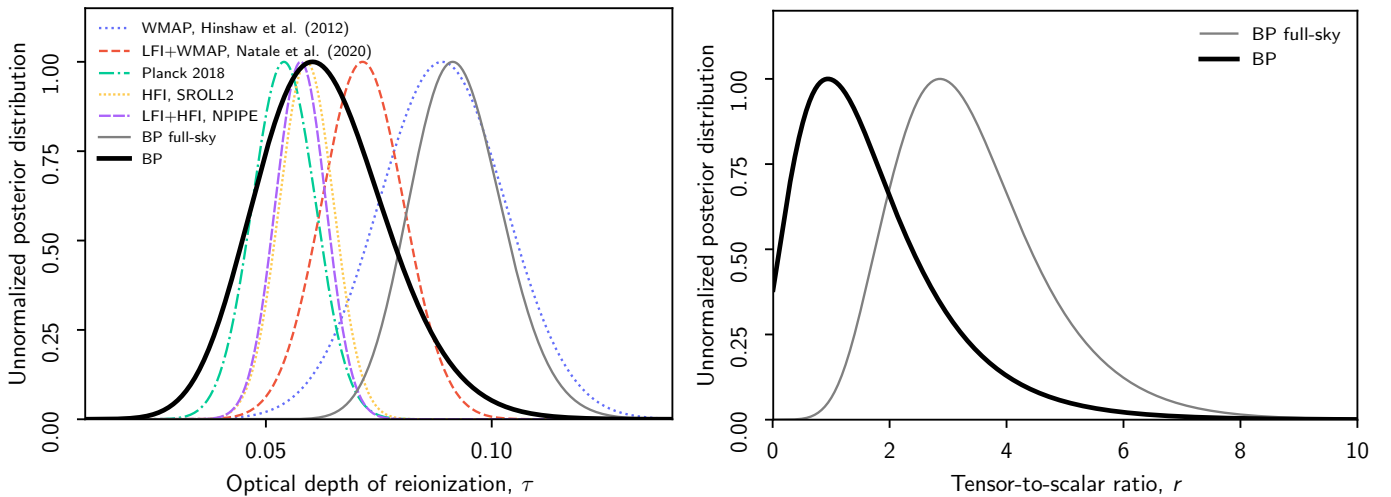 WMAP, Hinshaw et al. (2012)
LFI+WMAP, Natale et al. (2020)
Planck 2018
HFI, SROLL2
LFI+HFI, NPIPE
BP full-sky
BP
Unnormalized posterior distribution
0.00
0.25
0.50
0.75
1.00
0.05
0.10
Optical depth of reionization, τ
BP full-sky
BP
Unnormalized posterior distribution
0.00
0.25
0.50
0.75
1.00
0
2
4
6
8
10
Tensor-to-scalar ratio, r